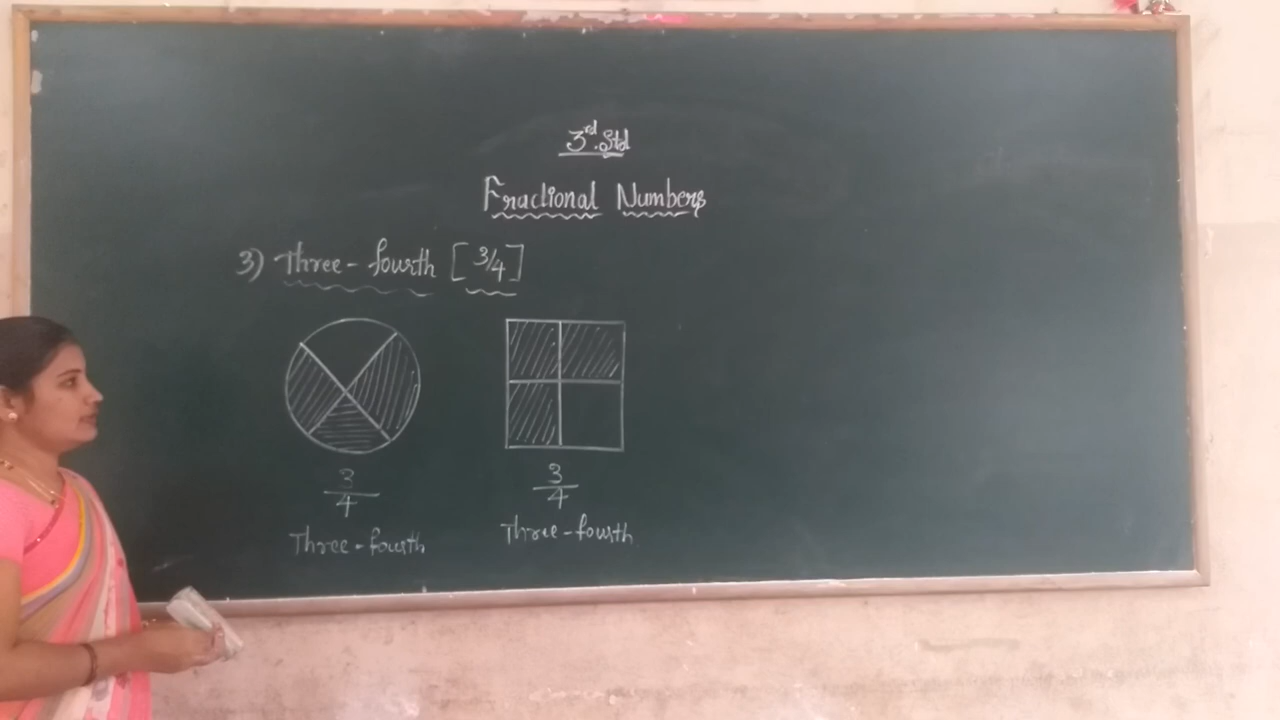 3rd.Std
Fractional Numbers
3) Three-fourth [3/4]
3/4
Three-fourth
3/4
Three-fourth